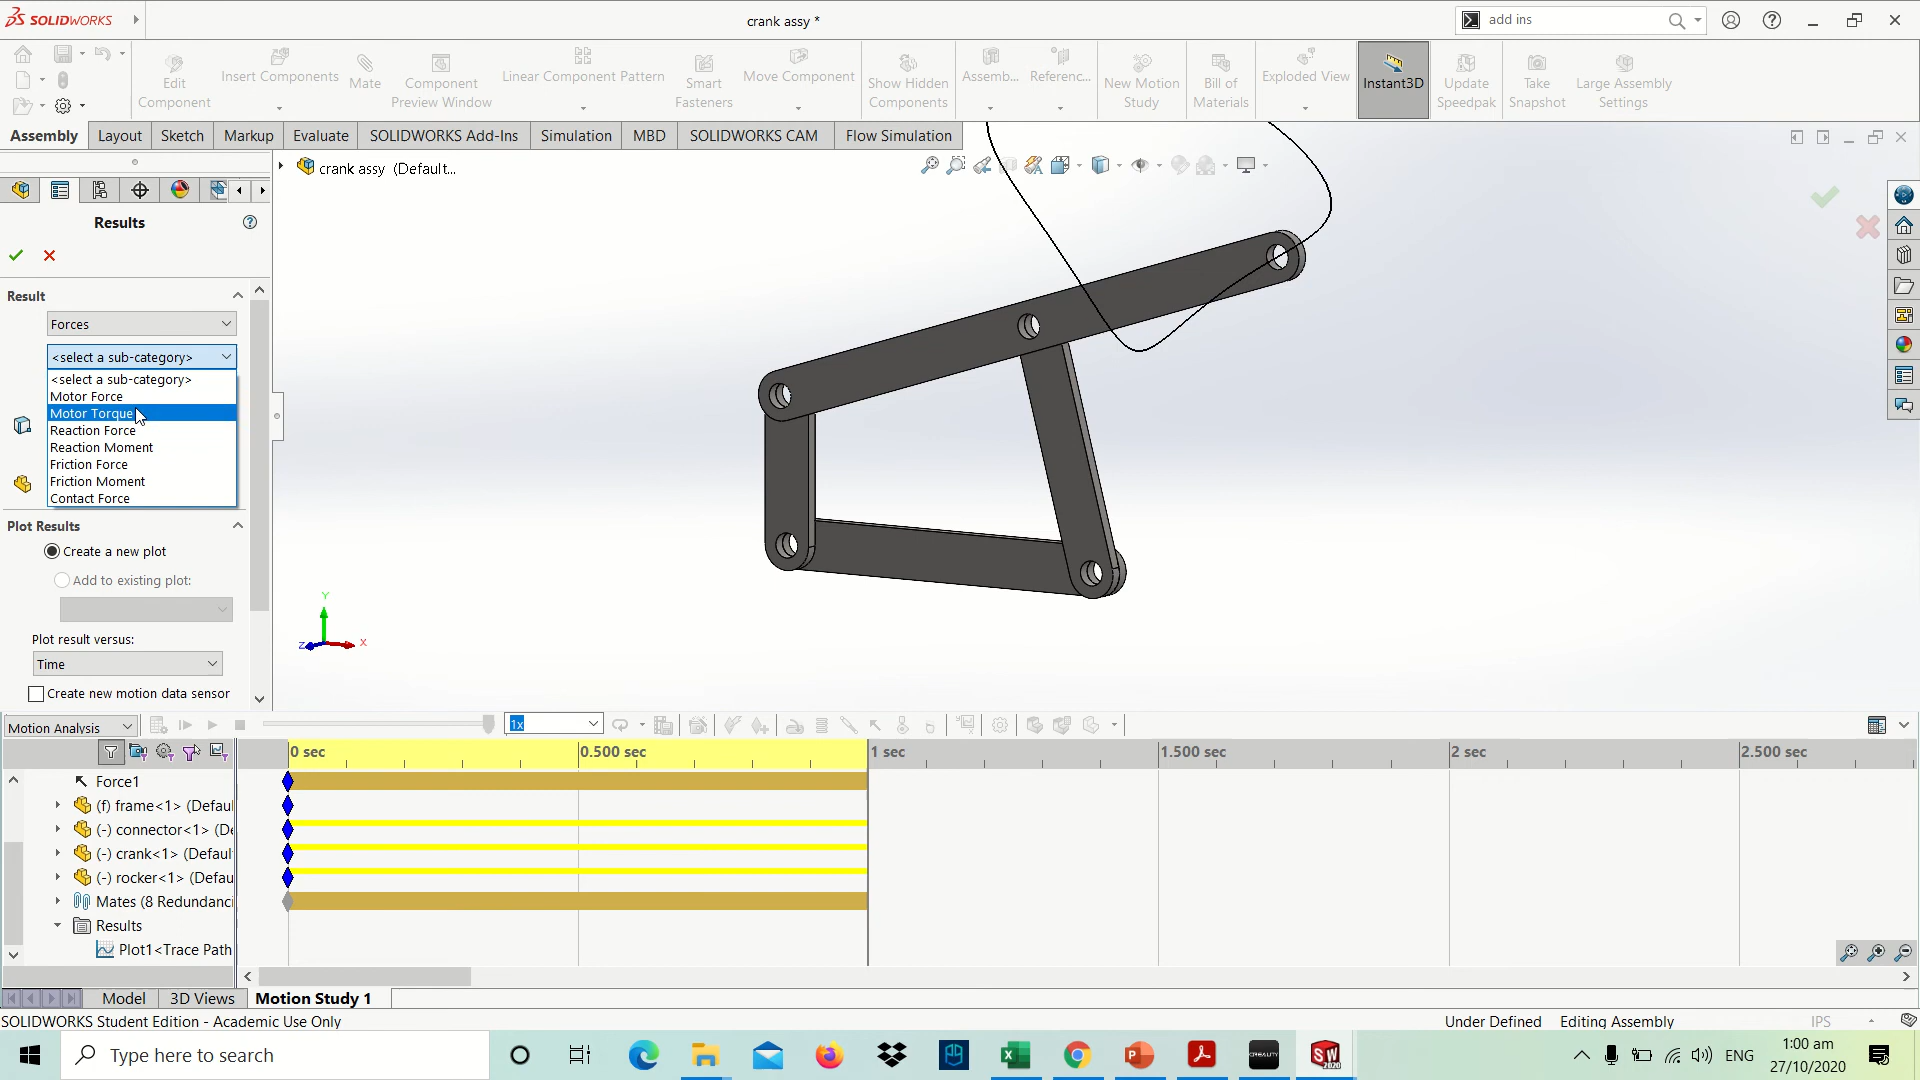 SOLIDWORKS
crank assy *
add ins
Edit
Component
Insert Components
Mate
Component
Preview Window
Linear Component Pattern
Smart
Fasteners
Move Component
Show Hidden
Components
Assemb...
Referenc...
New Motion
Study
Bill of
Materials
Exploded View
Instant3D
Update
Speedpak
Take
Snapshot
Large Assembly
Settings
Assembly
Layout
Sketch
Markup
Evaluate
SOLIDWORKS Add-Ins
Simulation
MBD
SOLIDWORKS CAM
Flow Simulation
crank assy (Default...
Results
Result
Forces
<select a sub-category>
<select a sub-category>
Motor Force
Motor Torque
Reaction Force
Reaction Moment
Friction Force
Friction Moment
Contact Force
Plot Results
Create a new plot
Add to existing plot:
Plot result versus:
Time
Create new motion data sensor
Y
Z
X
Motion Analysis
1x
0 sec
0.500 sec
1 sec
1.500 sec
2 sec
2.500 sec
Force1
(f) frame<1> (Defaul
(-) connector<1> (De
(-) crank<1> (Defaul
(-) rocker<1> (Defau
Mates (8 Redundanci
Results
Plot1<Trace Path
Model
3D Views
Motion Study 1
SOLIDWORKS Student Edition - Academic Use Only
Under Defined
Editing Assembly
IPS
Type here to search
CREALITY
SW
2020
ENG
1:00 am
27/10/2020